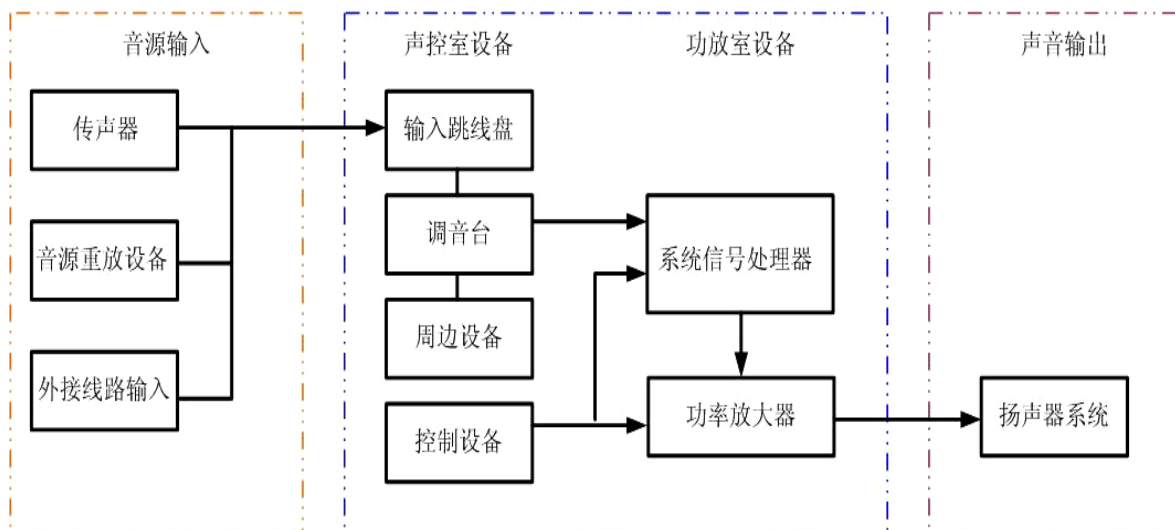 音源输入
声控室设备
功放室设备
声音输出
传声器
输入跳线盘
调音台
音源重放设备
系统信号处理器
周边设备
外接线路输入
控制设备
功率放大器
扬声器系统